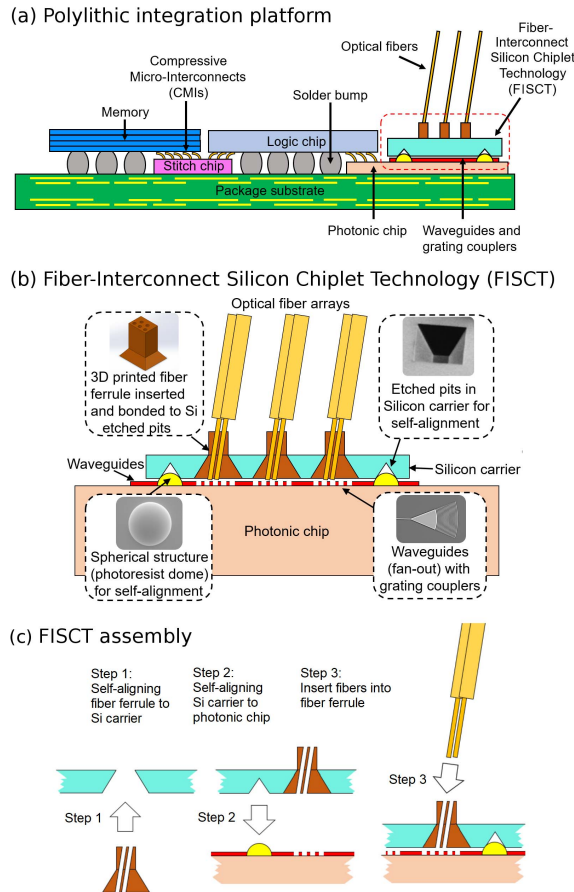 (a) Polylithic integration platform
Fiber-
Interconnect
Silicon Chiplet
Technology
(FISCT)
Optical fibers
Compressive
Micro-Interconnects
(CMIs)
Solder bump
Memory
Logic chip
Stitch chip
Package substrate
Photonic chip
Waveguides and
grating couplers
(b) Fiber-Interconnect Silicon Chiplet Technology (FISCT)
Optical fiber arrays
3D printed fiber
ferrule inserted
and bonded to Si
etched pits
Etched pits in
Silicon carrier for
self-alignment
Waveguides
Silicon carrier
Photonic chip
Spherical structure
(photoresist dome)
for self-alignment
Waveguides
(fan-out) with
grating couplers
(c) FISCT assembly
Step 1:
Self-aligning
fiber ferrule to
Si carrier
Step 2:
Self-aligning
Si carrier to
photonic chip
Step 3:
Insert fibers into
fiber ferrule
Step 1
Step 2
Step 3